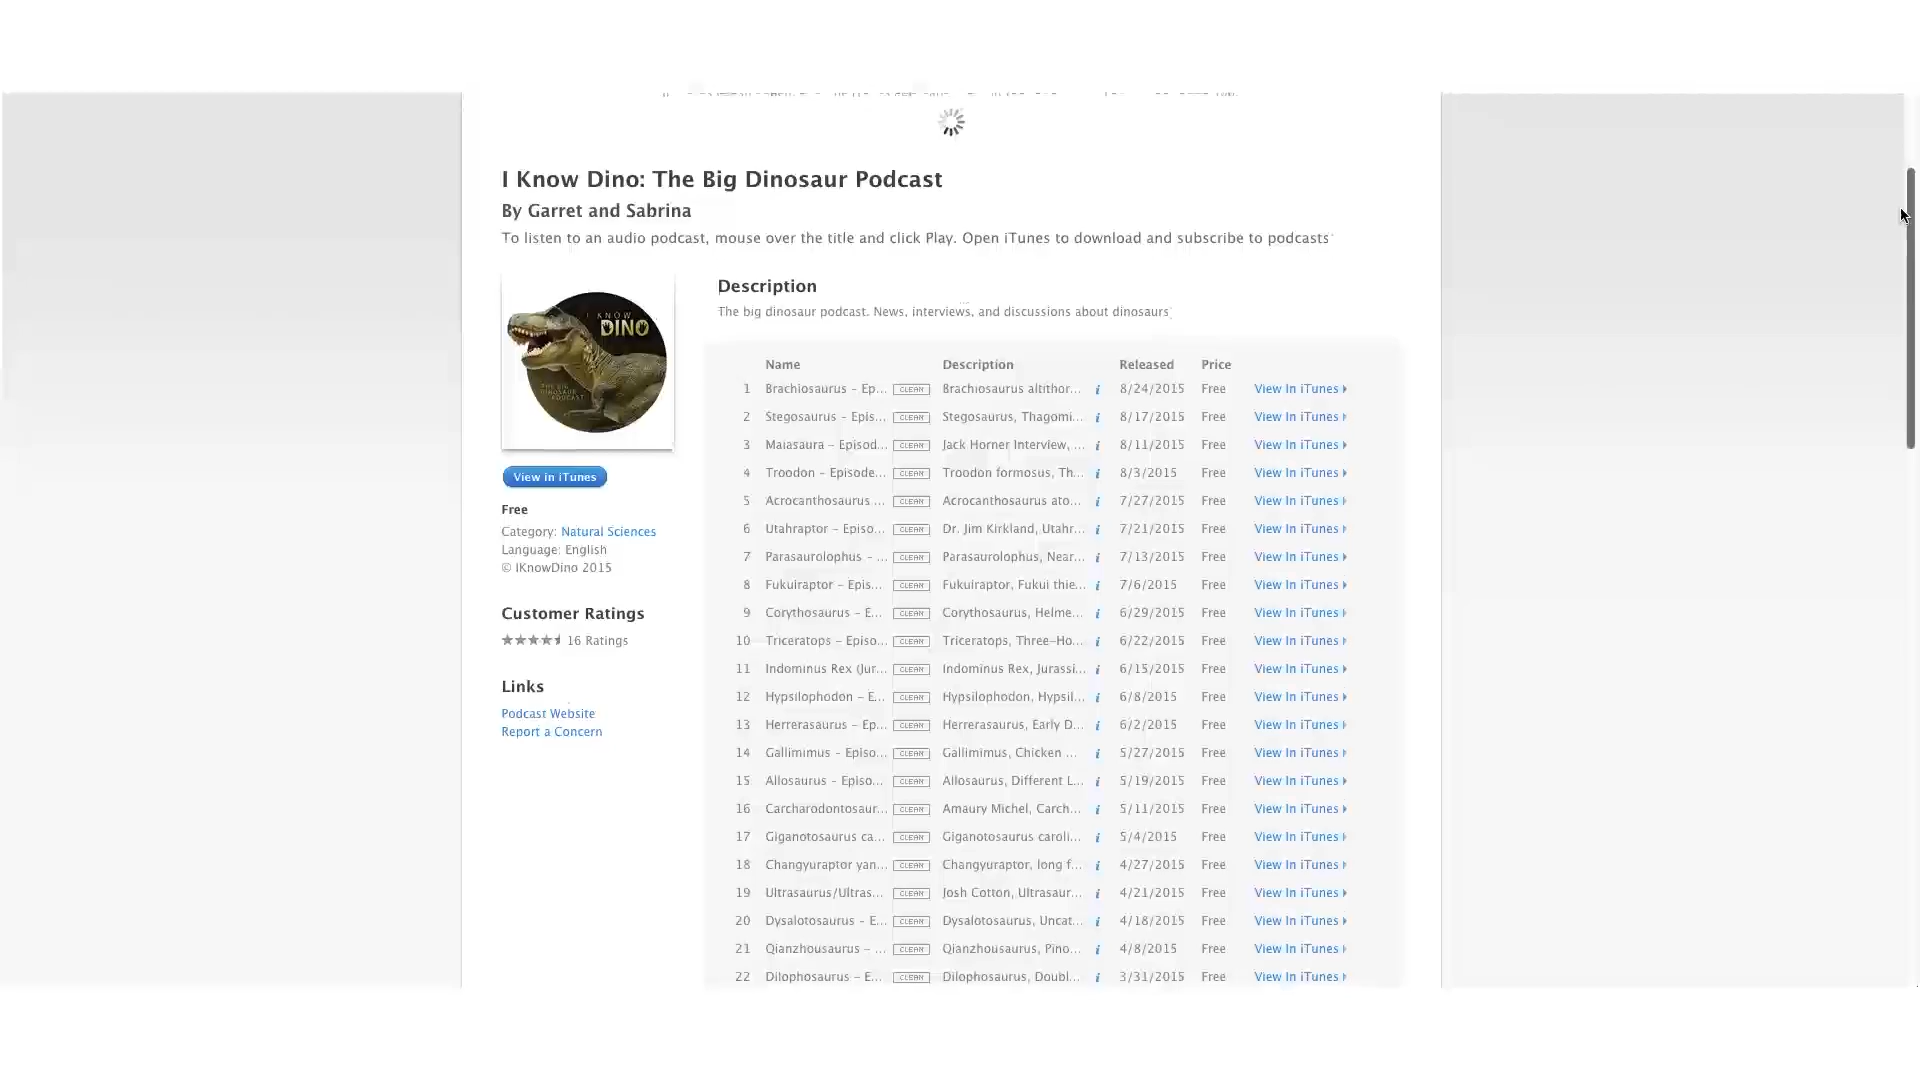 I Know Dino: The Big Dinosaur Podcast
By Garret and Sabrina
To listen to an audio podcast, mouse over the title and click Play. Open iTunes to download and subscribe to podcasts
I KNOW
DINO
THE BIG
DINOSAUR
PODCAST
View in iTunes
Free
Category: Natural Sciences
Language: English
© IKnowDino 2015
Customer Ratings
16 Ratings
Links
Podcast Website
Report a Concern
Description
The big dinosaur podcast. News, interviews, and discussions about dinosaurs
Name Description Released Price
1 Brachiosaurus – Ep... CLEAN Brachiosaurus altithor... i 8/24/2015 Free View In iTunes
2 Stegosaurus – Epis... CLEAN Stegosaurus, Thagomi... i 8/17/2015 Free View In iTunes
3 Maiasaura – Episod... CLEAN Jack Horner Interview, ... i 8/11/2015 Free View In iTunes
4 Troodon – Episode... CLEAN Troodon formosus, Th... i 8/3/2015 Free View In iTunes
5 Acrocanthosaurus ... CLEAN Acrocanthosaurus ato... i 7/27/2015 Free View In iTunes
6 Utahraptor – Episo... CLEAN Dr. Jim Kirkland, Utahr... i 7/21/2015 Free View In iTunes
7 Parasaurolophus – ... CLEAN Parasaurolophus, Near... i 7/13/2015 Free View In iTunes
8 Fukuiraptor – Epis... CLEAN Fukuiraptor, Fukui thie... i 7/6/2015 Free View In iTunes
9 Corythosaurus – E... CLEAN Corythosaurus, Helme... i 6/29/2015 Free View In iTunes
10 Triceratops – Episo... CLEAN Triceratops, Three-Ho... i 6/22/2015 Free View In iTunes
11 Indominus Rex (Jur... CLEAN Indominus Rex, Jurassi... i 6/15/2015 Free View In iTunes
12 Hypsilophodon – E... CLEAN Hypsilophodon, Hypsil... i 6/8/2015 Free View In iTunes
13 Herrerasaurus – Ep... CLEAN Herrerasaurus, Early D... i 6/2/2015 Free View In iTunes
14 Gallimimus – Episo... CLEAN Gallimimus, Chicken ... i 5/27/2015 Free View In iTunes
15 Allosaurus – Episo... CLEAN Allosaurus, Different L... i 5/19/2015 Free View In iTunes
16 Carcharodontosaur... CLEAN Amaury Michel, Carch... i 5/11/2015 Free View In iTunes
17 Giganotosaurus ca... CLEAN Giganotosaurus caroli... i 5/4/2015 Free View In iTunes
18 Changyuraptor yan... CLEAN Changyuraptor, long f... i 4/27/2015 Free View In iTunes
19 Ultrasaurus/Ultras... CLEAN Josh Cotton, Ultrasaur... i 4/21/2015 Free View In iTunes
20 Dysalotosaurus – E... CLEAN Dysalotosaurus, Uncat... i 4/18/2015 Free View In iTunes
21 Qianzhousaurus – ... CLEAN Qianzhousaurus, Pino... i 4/8/2015 Free View In iTunes
22 Dilophosaurus – E... CLEAN Dilophosaurus, Doubl... i 3/31/2015 Free View In iTunes